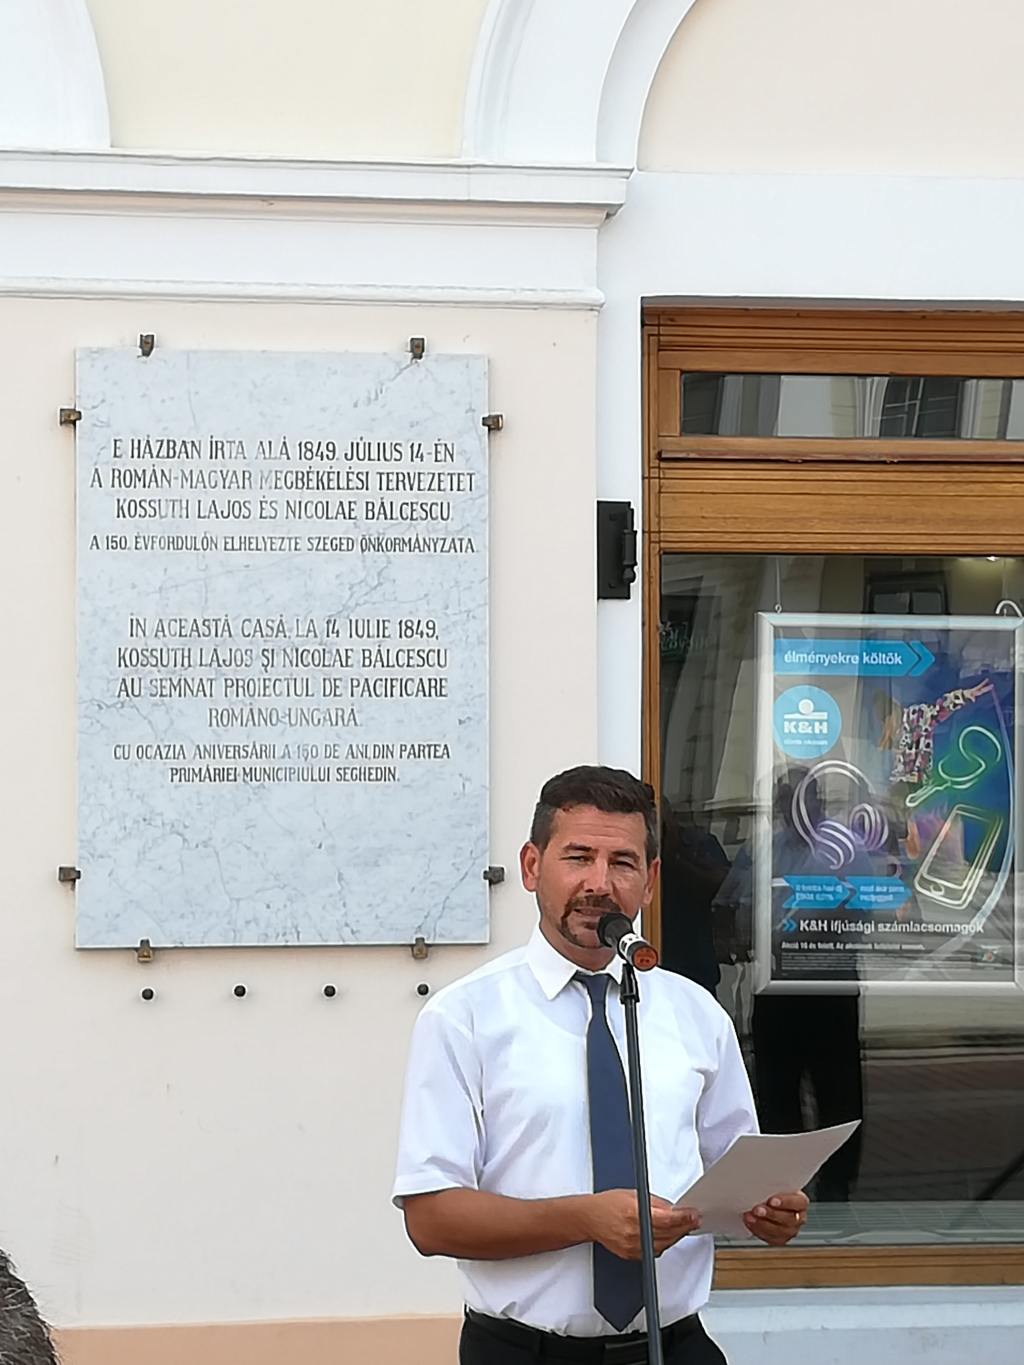 E HÁZBAN ÍRTA ALÁ 1849. JÚLIUS 14-ÉN
A ROMÁN-MAGYAR MEGBÉKÉLÉSI TERVEZETET
KOSSUTH LAJOS ÉS NICOLAE BĂLCESCU.
A 150. ÉVFORDULÓN ELHELYEZTE SZEGED ÖNKORMÁNYZATA.
ÎN ACEASTĂ CASĂ, LA 14 IULIE 1849,
KOSSUTH LAJOS ŞI NICOLAE BĂLCESCU
AU SEMNAT PROIECTUL DE PACIFICARE
ROMÂNO-UNGARĂ.
CU OCAZIA ANIVERSĂRII A 150 DE ANI, DIN PARTEA
PRIMĂRIEI MUNICIPIULUI SEGHEDIN.
élményekre költök
K&H
K&H ifjúsági számlacsomagok